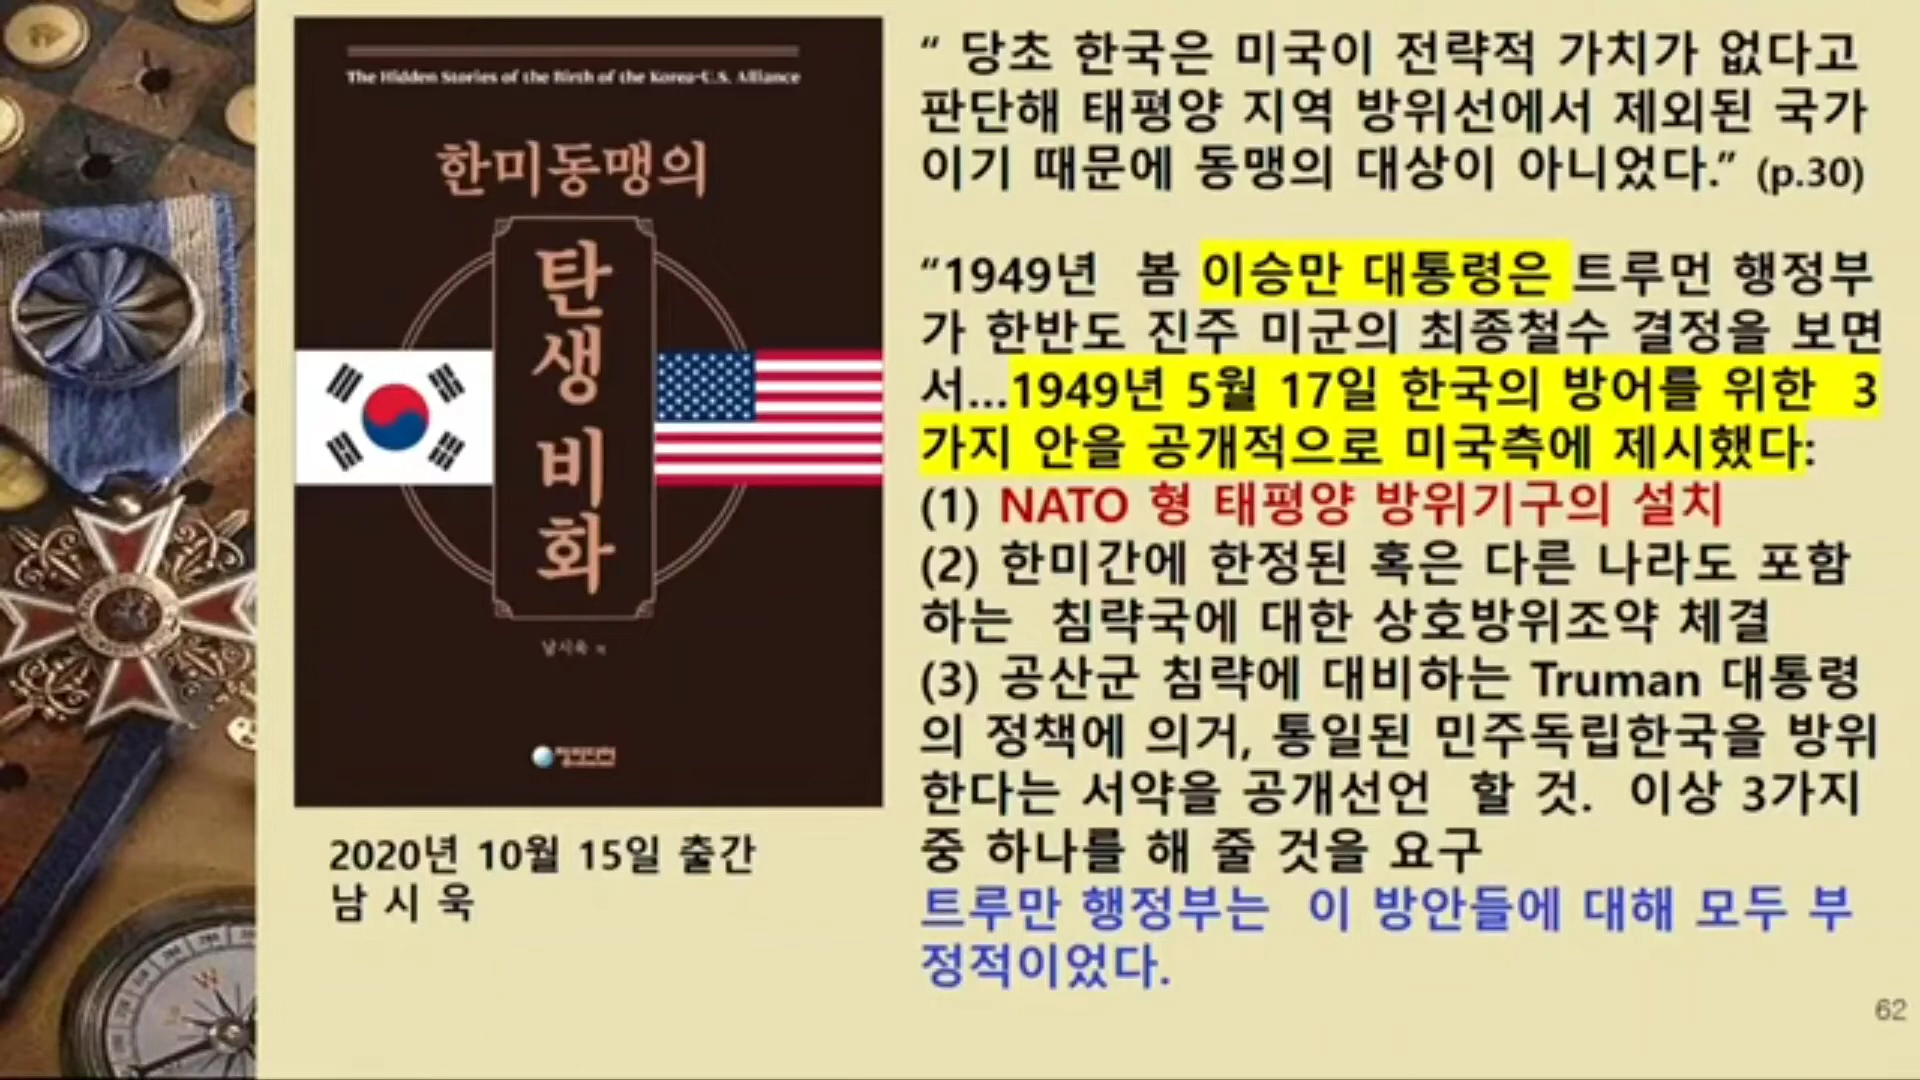 The Hidden Stories of the Birth of the Korea-U.S. Alliance
한미동맹의
탄생 비화
남시욱 저
2020년 10월 15일 출간
남 시 욱
“ 당초 한국은 미국이 전략적 가치가 없다고
판단해 태평양 지역 방위선에서 제외된 국가
이기 때문에 동맹의 대상이 아니었다.” (p.30)
“1949년 봄 이승만 대통령은 트루먼 행정부
가 한반도 진주 미군의 최종철수 결정을 보면
서...1949년 5월 17일 한국의 방어를 위한 3
가지 안을 공개적으로 미국측에 제시했다:
(1) NATO 형 태평양 방위기구의 설치
(2) 한미간에 한정된 혹은 다른 나라도 포함
하는 침략국에 대한 상호방위조약 체결
(3) 공산군 침략에 대비하는 Truman 대통령
의 정책에 의거, 통일된 민주독립한국을 방위
한다는 서약을 공개선언 할 것. 이상 3가지
중 하나를 해 줄 것을 요구
트루만 행정부는 이 방안들에 대해 모두 부
정적이었다.
62
W